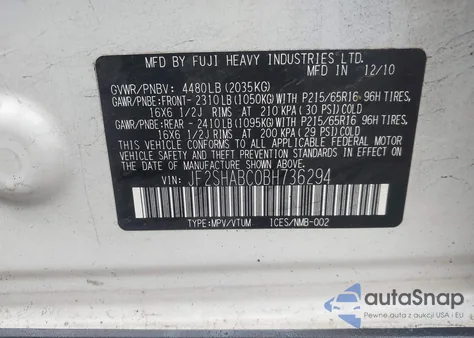 MFD BY FUJI HEAVY INDUSTRIES LTD.
MFD IN 12/10
GVWR/PNBV: 4480LB (2035KG)
GAWR/PNBE:FRONT- 2310LB(1050KG)WITH P215/65R16 96H TIRES,
16X6 1/2J RIMS AT 210 KPA(30 PSI)COLD
GAWR/PNBE:REAR - 2410LB(1095KG)WITH P215/65R16 96H TIRES,
16X6 1/2J RIMS AT 200 KPA(29 PSI)COLD
THIS VEHICLE CONFORMS TO ALL APPLICABLE FEDERAL MOTOR
VEHICLE SAFETY STANDARDS IN EFFECT ON THE
DATE OF MANUFACTURE SHOWN ABOVE.
VIN: JF2SHABC0BH736294
TYPE:MPV/VTUM ICES/NMB-002
autoSnap
Pewne auta z aukcji USA / EU